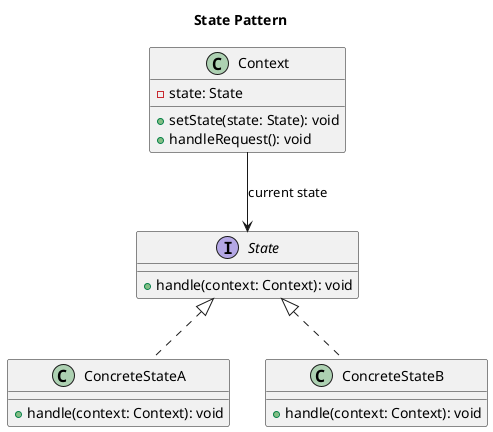 State Pattern
C Context
state: State
setState(state: State): void
handleRequest(): void
current state
I State
handle(context: Context): void
C ConcreteStateA
handle(context: Context): void
C ConcreteStateB
handle(context: Context): void